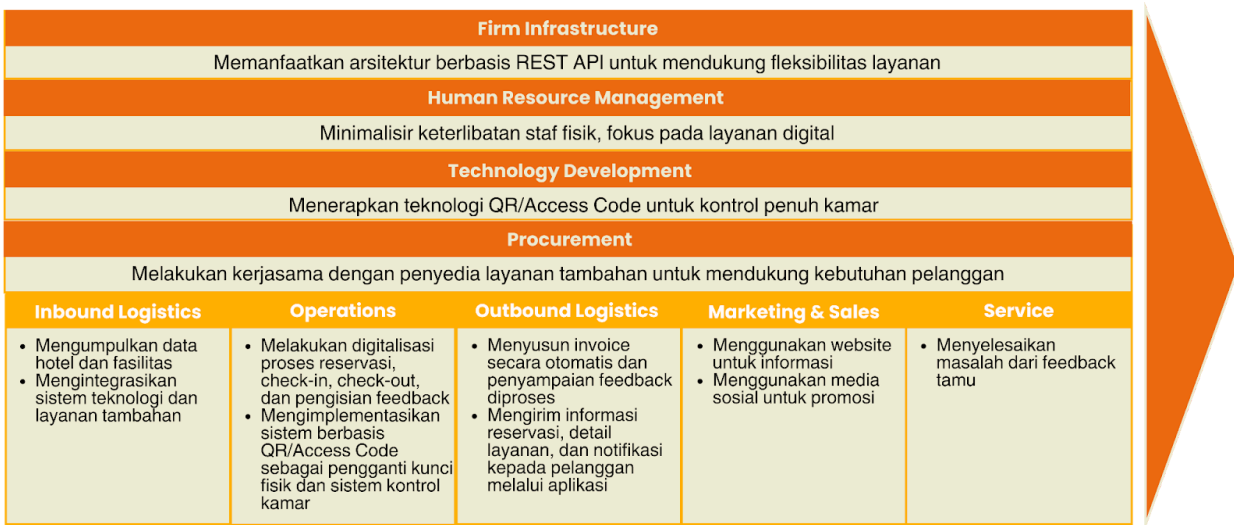 Firm Infrastructure
Memanfaatkan arsitektur berbasis REST API untuk mendukung fleksibilitas layanan
Human Resource Management
Minimalisir keterlibatan staf fisik, fokus pada layanan digital
Technology Development
Menerapkan teknologi QR/Access Code untuk kontrol penuh kamar
Procurement
Melakukan kerjasama dengan penyedia layanan tambahan untuk mendukung kebutuhan pelanggan
Inbound Logistics
• Mengumpulkan data
hotel dan fasilitas
• Mengintegrasikan
sistem teknologi dan
layanan tambahan
Operations
• Melakukan digitalisasi
proses reservasi,
check-in, check-out,
dan pengisian feedback
• Mengimplementasikan
sistem berbasis
QR/Access Code
sebagai pengganti kunci
fisik dan sistem kontrol
kamar
Outbound Logistics
• Menyusun invoice
secara otomatis dan
penyampaian feedback
diproses
• Mengirim informasi
reservasi, detail
layanan, dan notifikasi
kepada pelanggan
melalui aplikasi
Marketing & Sales
• Menggunakan website
untuk informasi
• Menggunakan media
sosial untuk promosi
Service
• Menyelesaikan
masalah dari feedback
tamu